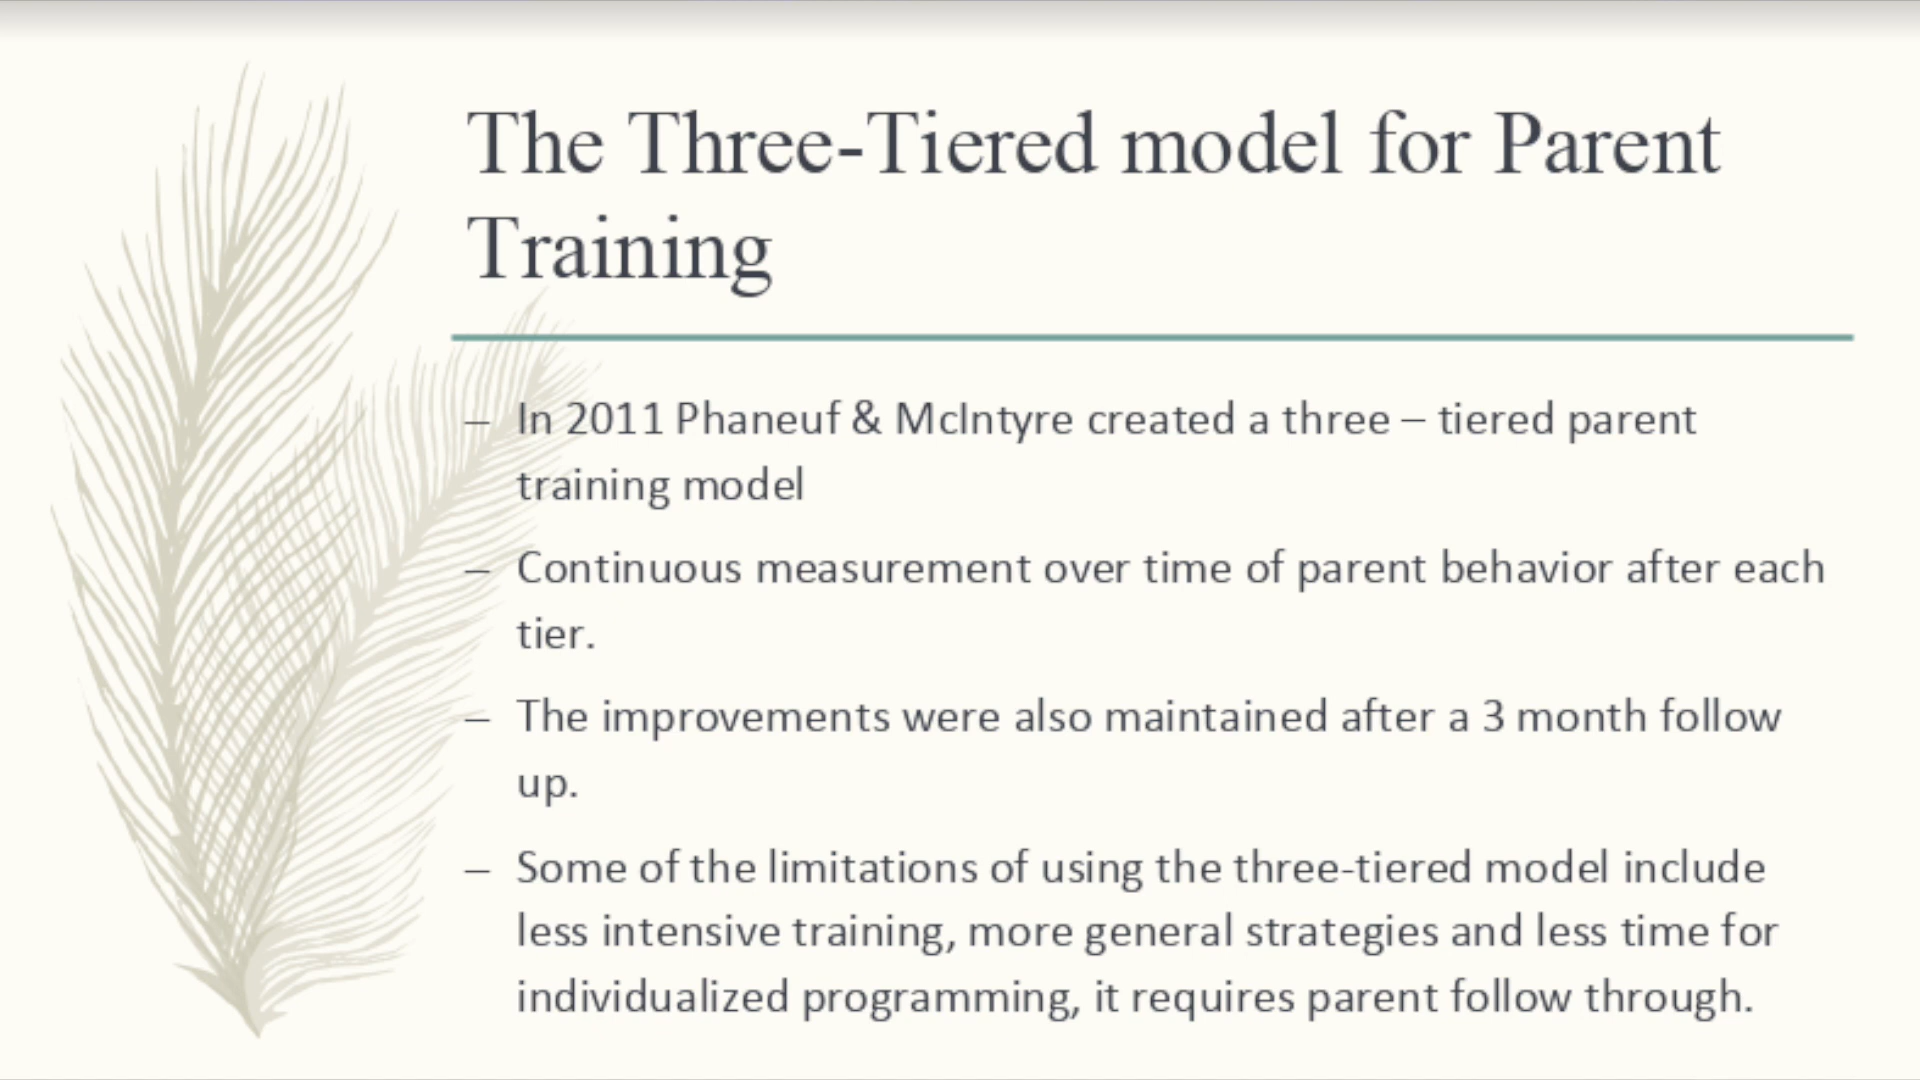 The Three-Tiered model for Parent
Training
– In 2011 Phaneuf & McIntyre created a three – tiered parent
training model
– Continuous measurement over time of parent behavior after each
tier.
– The improvements were also maintained after a 3 month follow
up.
– Some of the limitations of using the three-tiered model include
less intensive training, more general strategies and less time for
individualized programming, it requires parent follow through.